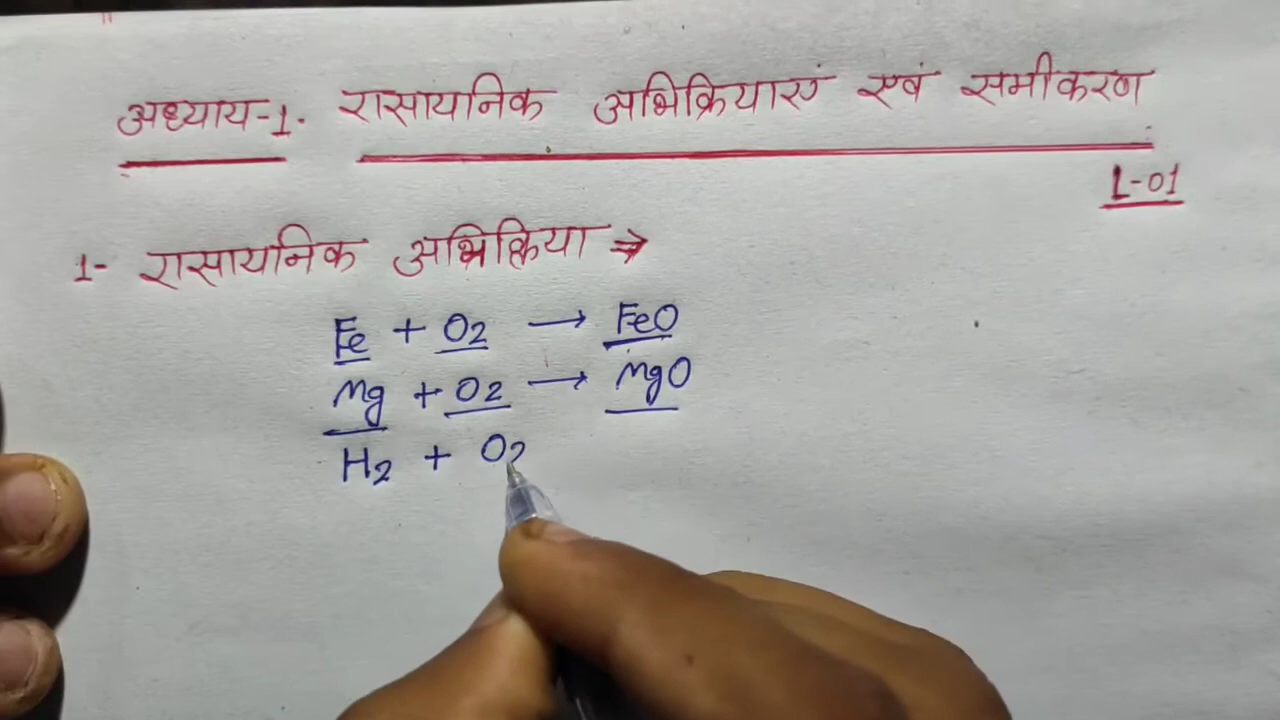 अध्याय-1. रासायनिक अभिक्रियाएं एवं समीकरण
L-01
1- रासायनिक अभिक्रिया ⇒
Fe + O2 → FeO
Mg + O2 → MgO
H2 + O2